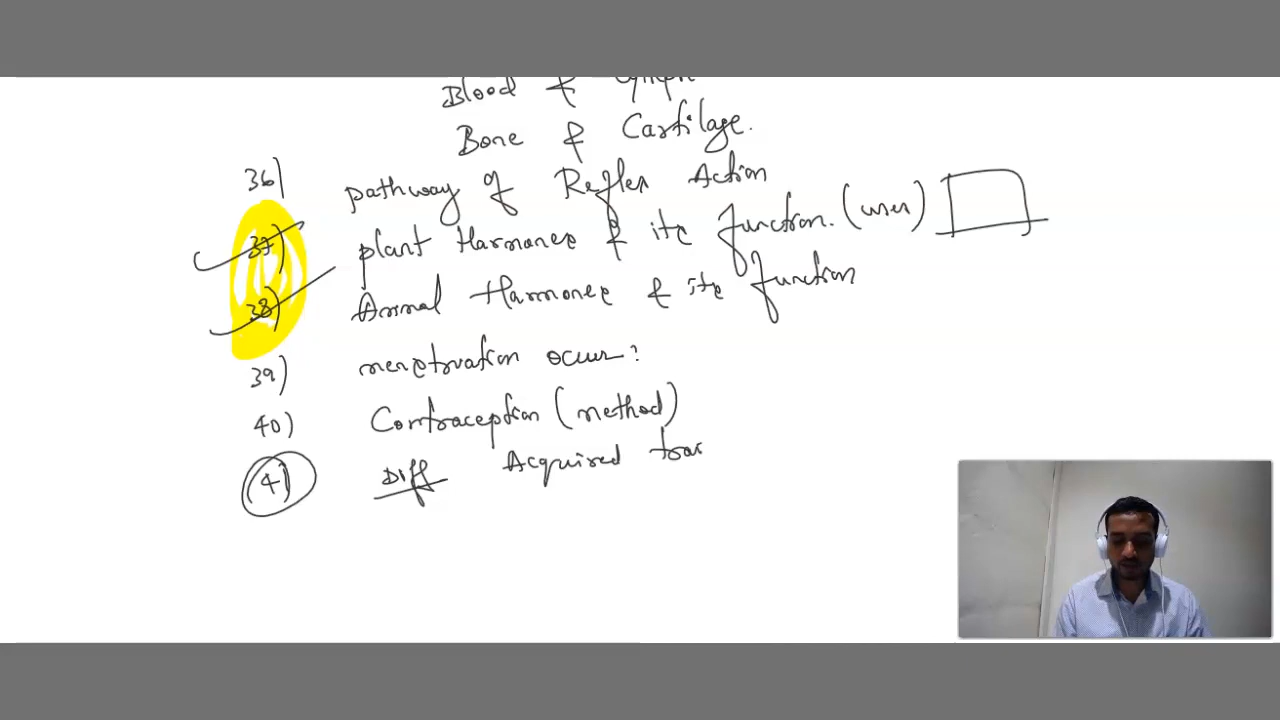 Blood & Lymph
Bone & Cartilage.
36) pathway of Reflex Action
37) plant Harmones & its function. (uses)
38) Animal Harmones & its function
39) menstruation occur?
40) Contraception (method)
41) Diff Acquired trai